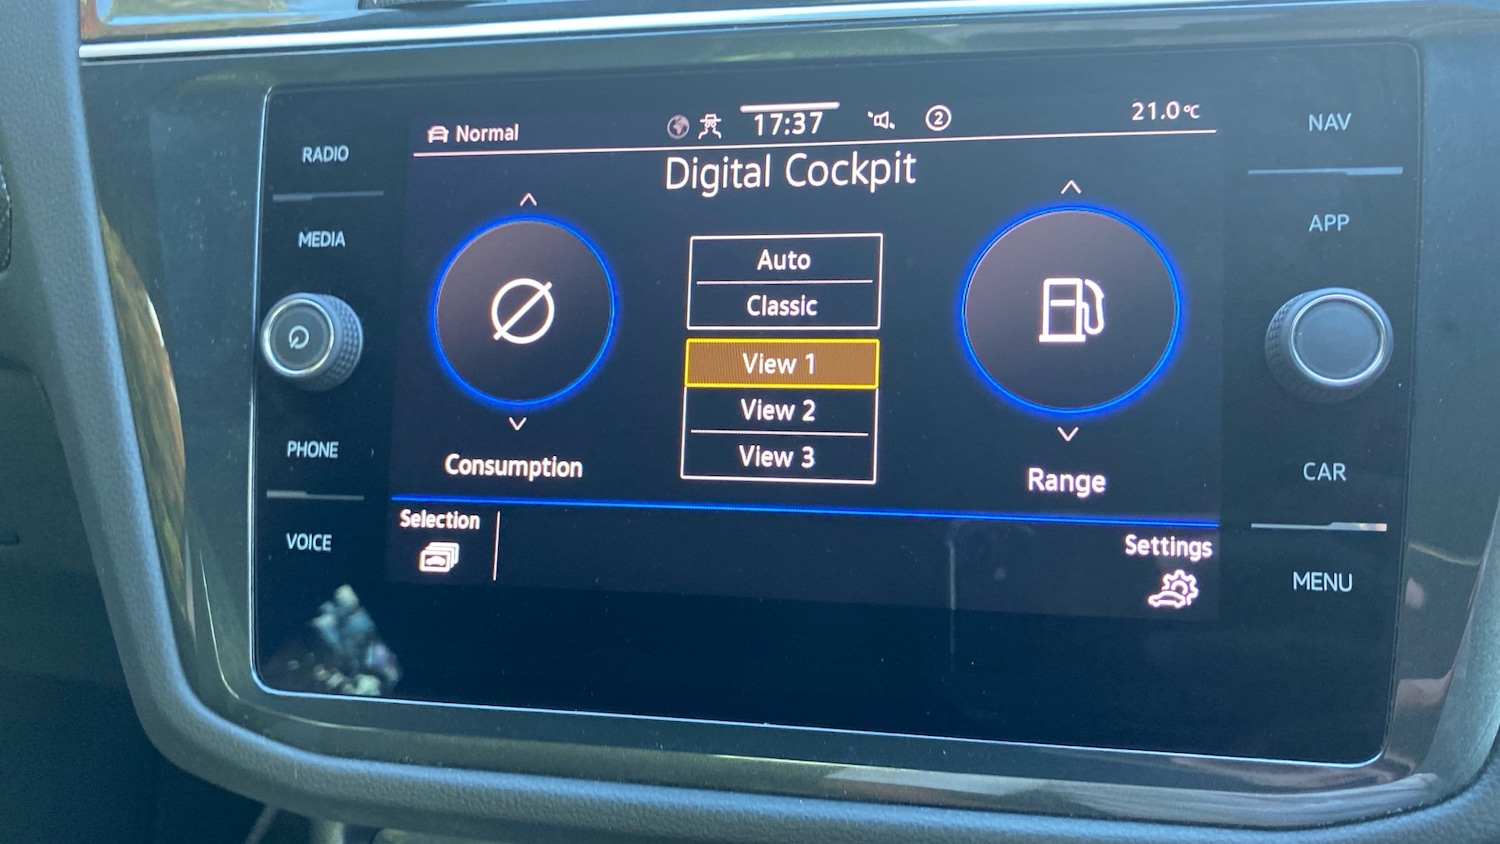 RADIO
MEDIA
PHONE
VOICE
Normal
17:37
2
21.0°C
Digital Cockpit
Auto
Classic
View 1
View 2
View 3
Consumption
Range
Selection
Settings
NAV
APP
CAR
MENU